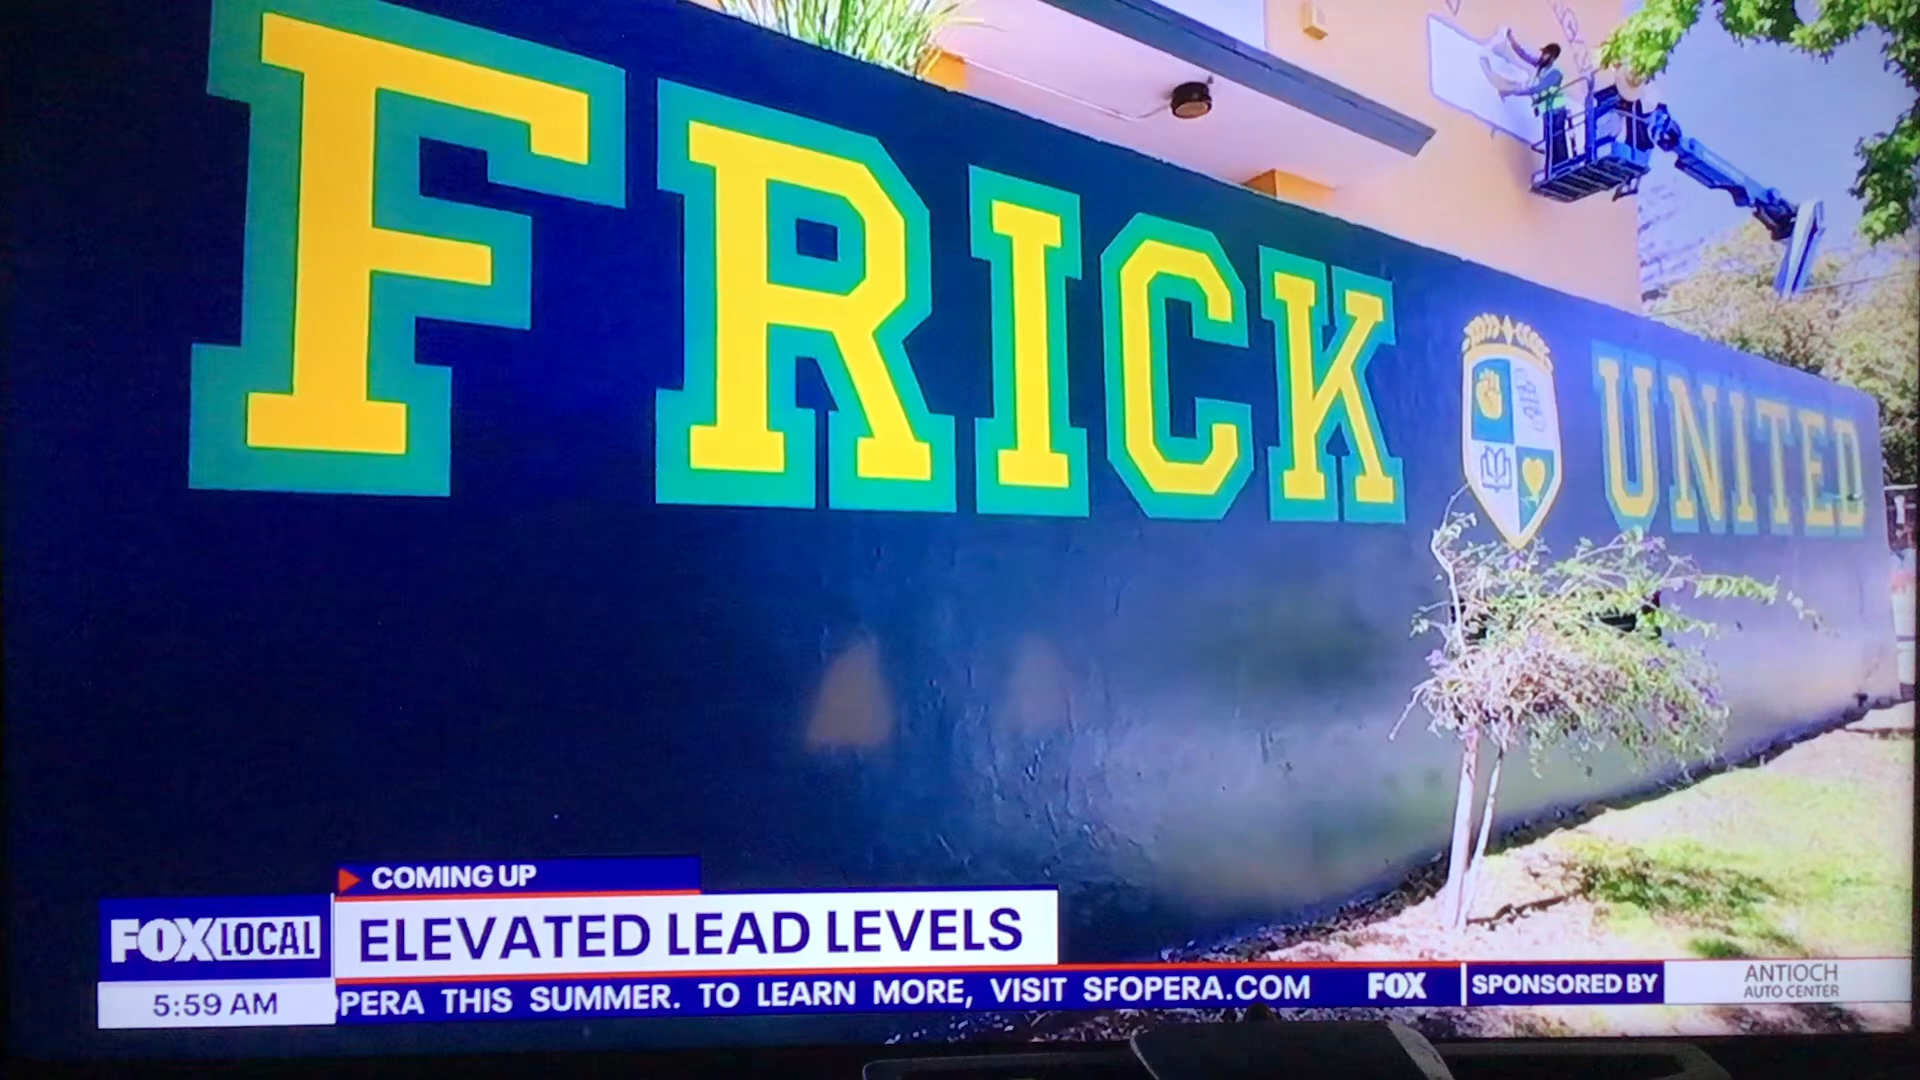 FRICK UNITED
COMING UP
FOX LOCAL
ELEVATED LEAD LEVELS
5:59 AM
OPERA THIS SUMMER. TO LEARN MORE, VISIT SFOPERA.COM
FOX
SPONSORED BY
ANTIOCH
AUTO CENTER